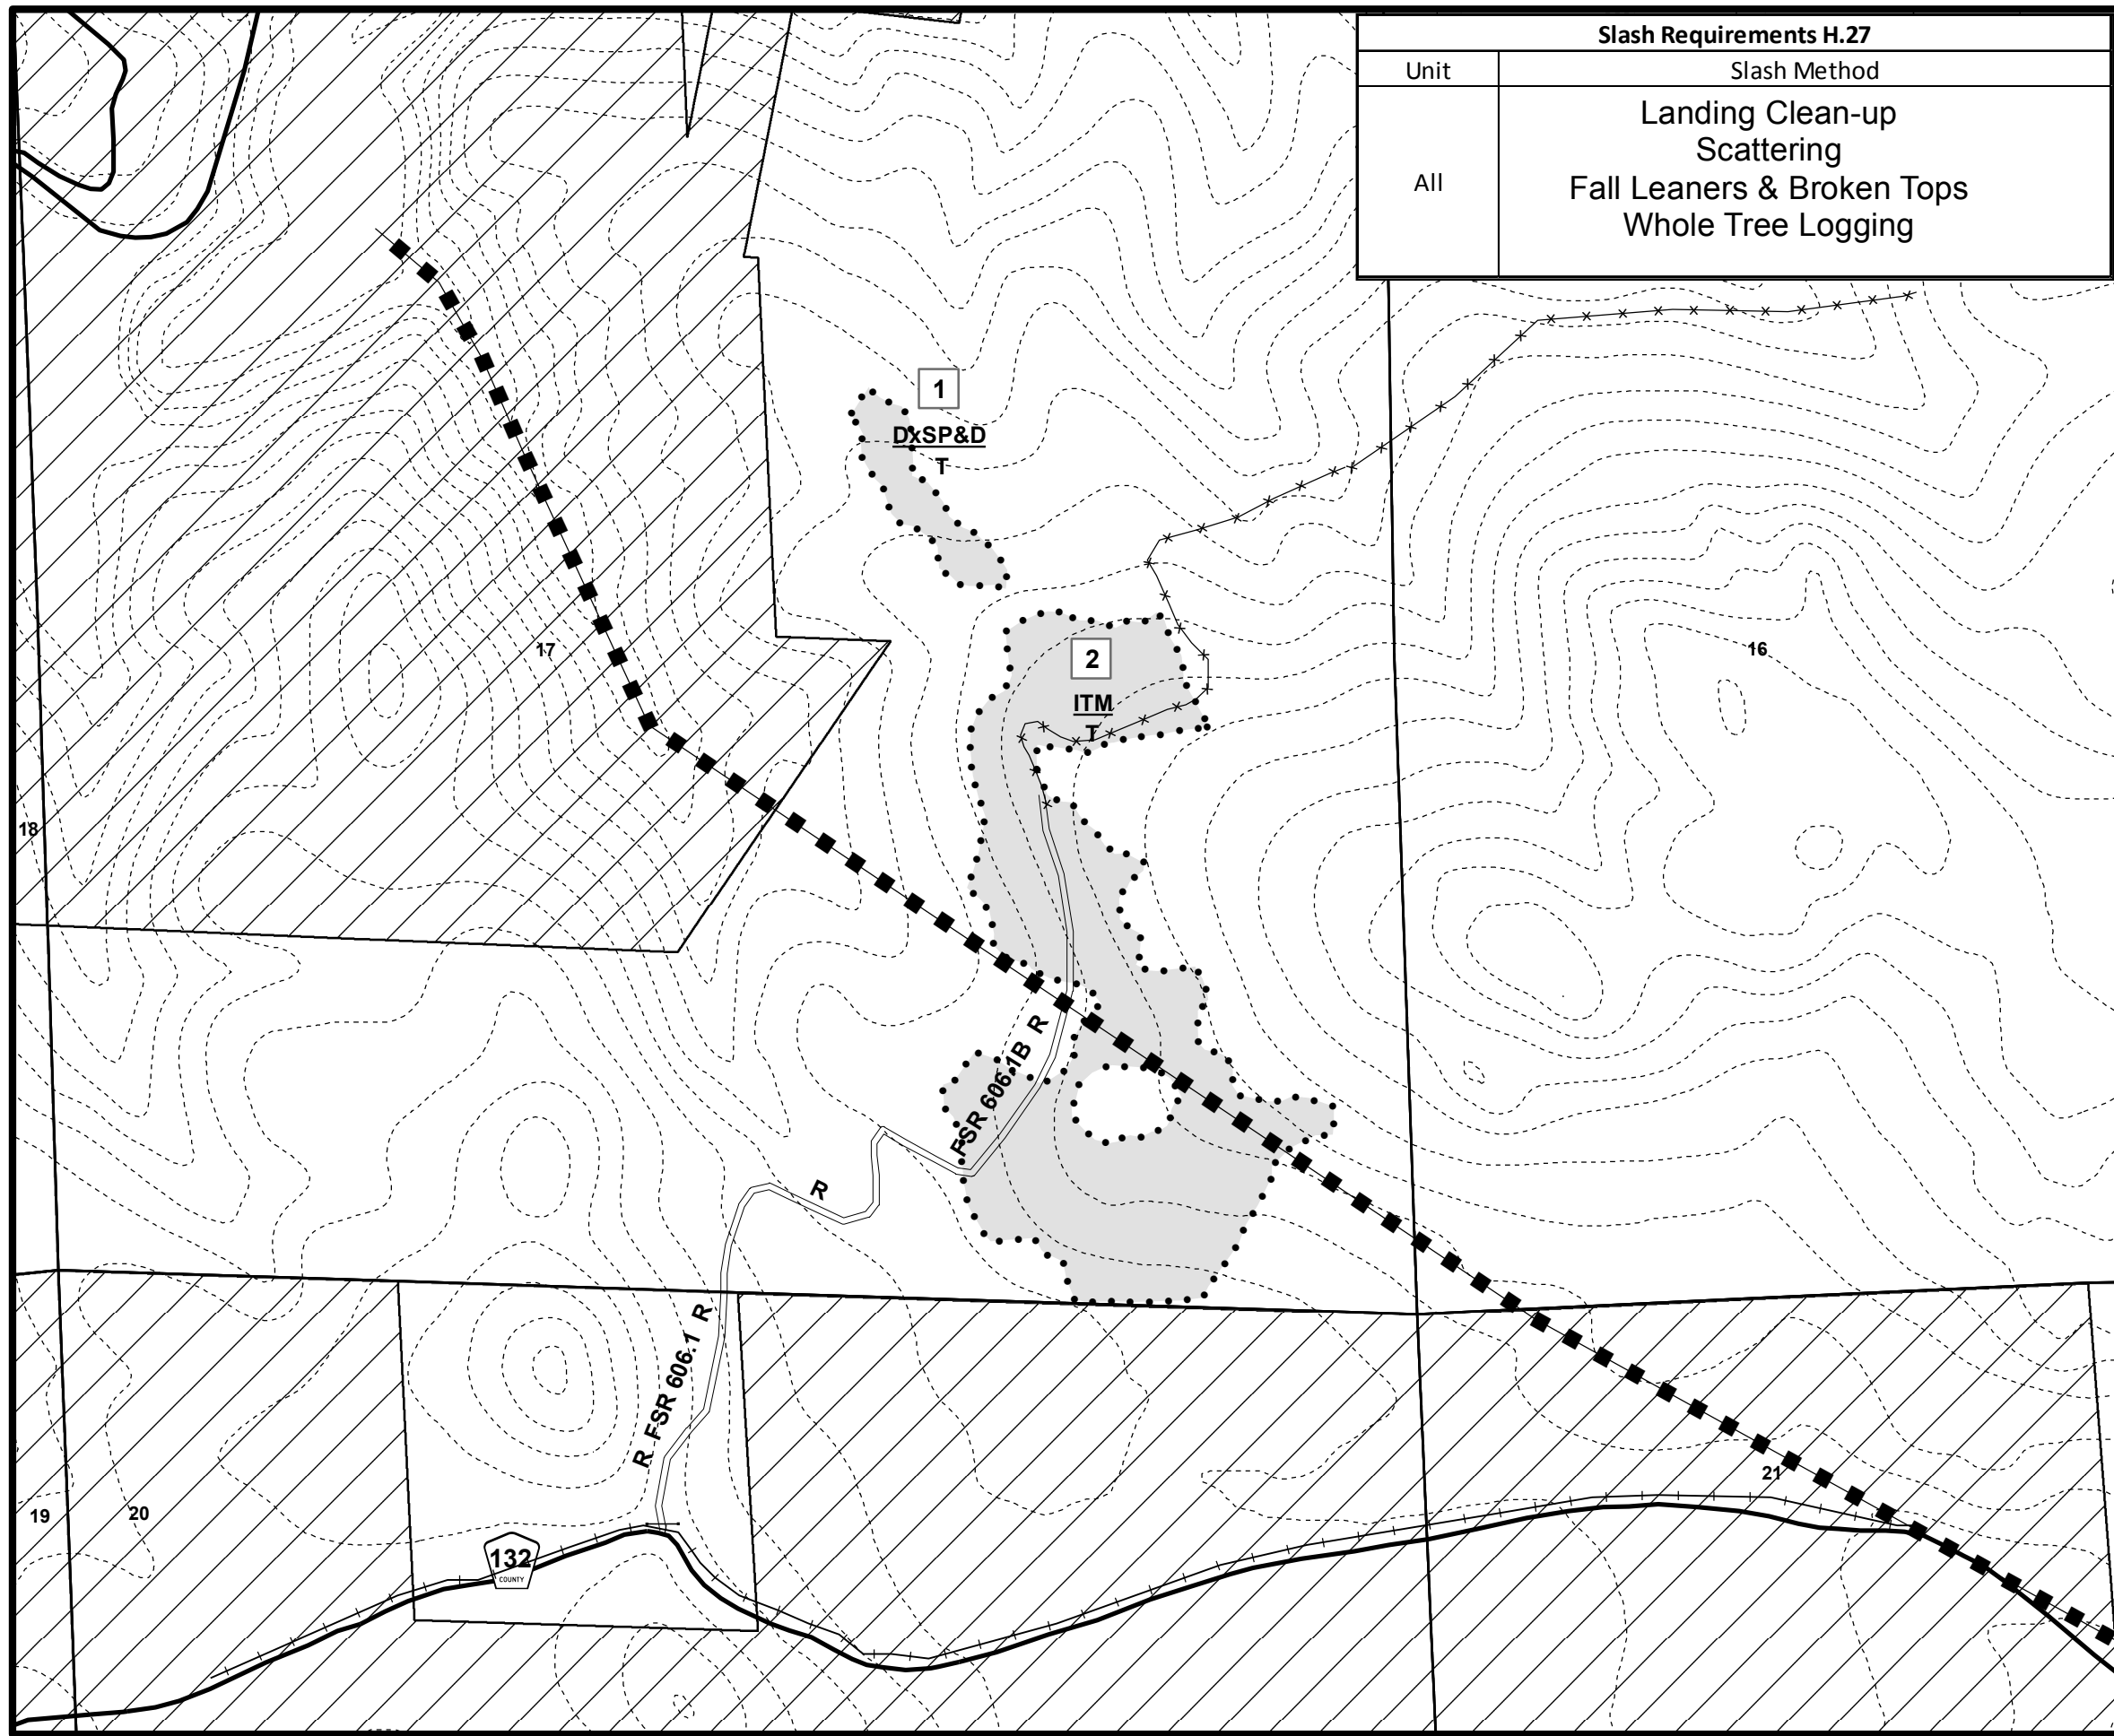 Slash Requirements H.27
Unit Slash Method
All
Landing Clean-up
Scattering
Fall Leaners & Broken Tops
Whole Tree Logging
1
DxSP&D
T
2
ITM
T
17
16
18
FSR 606.1B R
R
R FSR 606.1 R
21
19
20
132
COUNTY